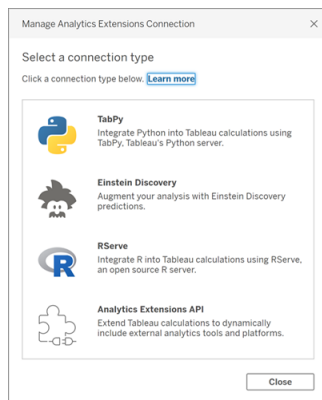 Manage Analytics Extensions Connection
Select a connection type
Click a connection type below. Learn more
TabPy
Integrate Python into Tableau calculations using
TabPy, Tableau's Python server.
Einstein Discovery
Augment your analysis with Einstein Discovery
predictions.
RServe
Integrate R into Tableau calculations using RServe,
an open source R server.
Analytics Extensions API
Extend Tableau calculations to dynamically
include external analytics tools and platforms.
Close